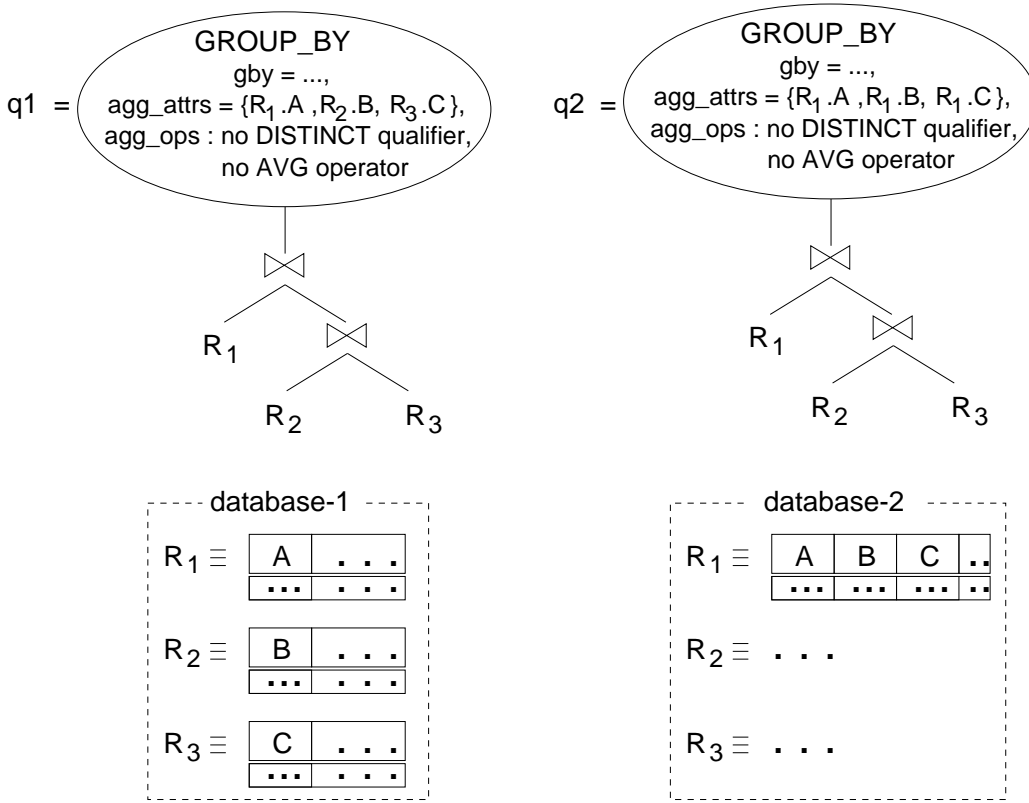 GROUP_BY
gby = ...,
q1 = agg_attrs = {R1.A ,R2.B, R3.C},
agg_ops : no DISTINCT qualifier,
no AVG operator
R1
R2 R3
GROUP_BY
gby = ...,
q2 = agg_attrs = {R1.A ,R1.B, R1.C},
agg_ops : no DISTINCT qualifier,
no AVG operator
R1
R2 R3
database-1
R1 ≡ A . . .
... . . .
R2 ≡ B . . .
... . . .
R3 ≡ C . . .
... . . .
database-2
R1 ≡ A B C ..
... ... ... ..
R2 ≡ . . .
R3 ≡ . . .